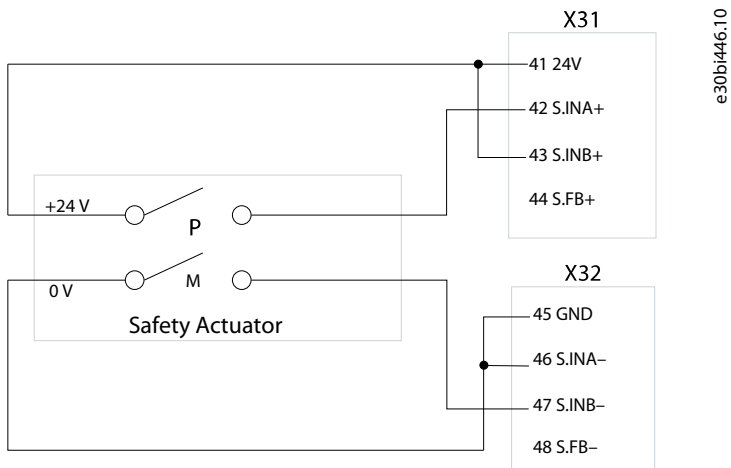 X31
e30bi446.10
41 24V
42 S.INA+
43 S.INB+
44 S.FB+
+24 V
P
M
0 V
Safety Actuator
X32
45 GND
46 S.INA–
47 S.INB–
48 S.FB–